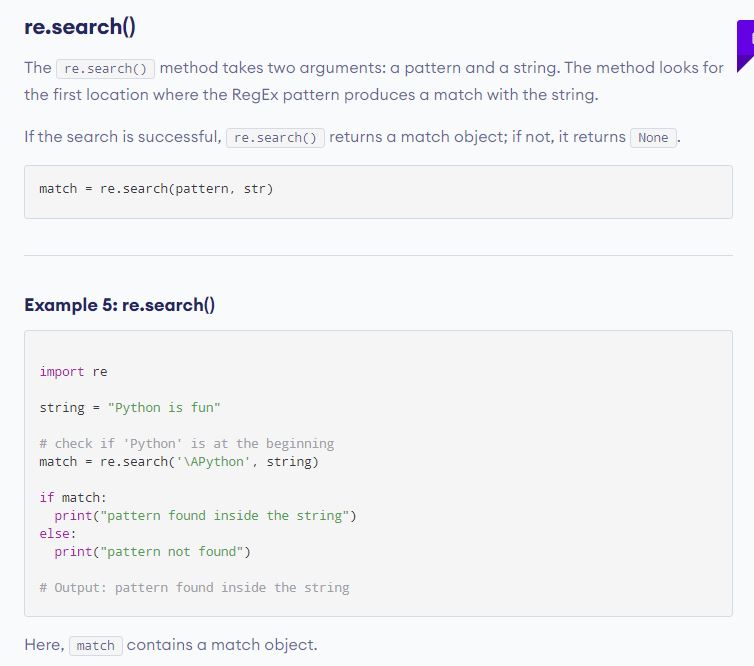 re.search()
The re.search() method takes two arguments: a pattern and a string. The method looks for
the first location where the RegEx pattern produces a match with the string.
If the search is successful, re.search() returns a match object; if not, it returns None.
match = re.search(pattern, str)
Example 5: re.search()
import re
string = "Python is fun"
# check if 'Python' is at the beginning
match = re.search('\APython', string)
if match:
  print("pattern found inside the string")
else:
  print("pattern not found")
# Output: pattern found inside the string
Here, match contains a match object.